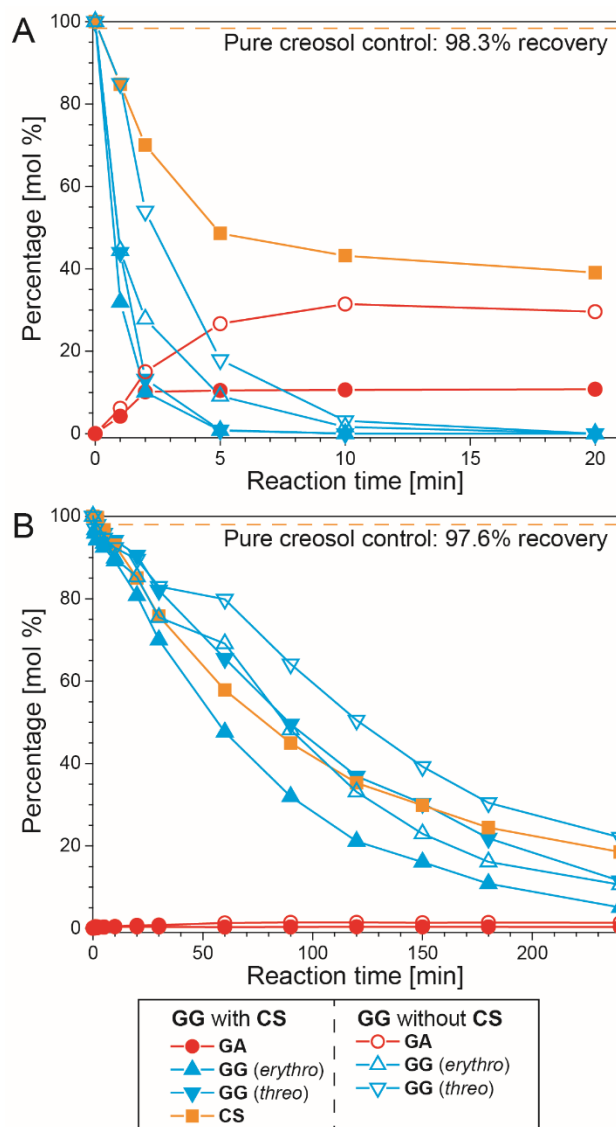 A
Pure creosol control: 98.3% recovery
Percentage [mol %]
100
80
60
40
20
0
0 5 10 15 20
Reaction time [min]
B
Pure creosol control: 97.6% recovery
Percentage [mol %]
100
80
60
40
20
0
0 50 100 150 200
Reaction time [min]
GG with CS
GA
GG (erythro)
GG (threo)
CS
GG without CS
GA
GG (erythro)
GG (threo)